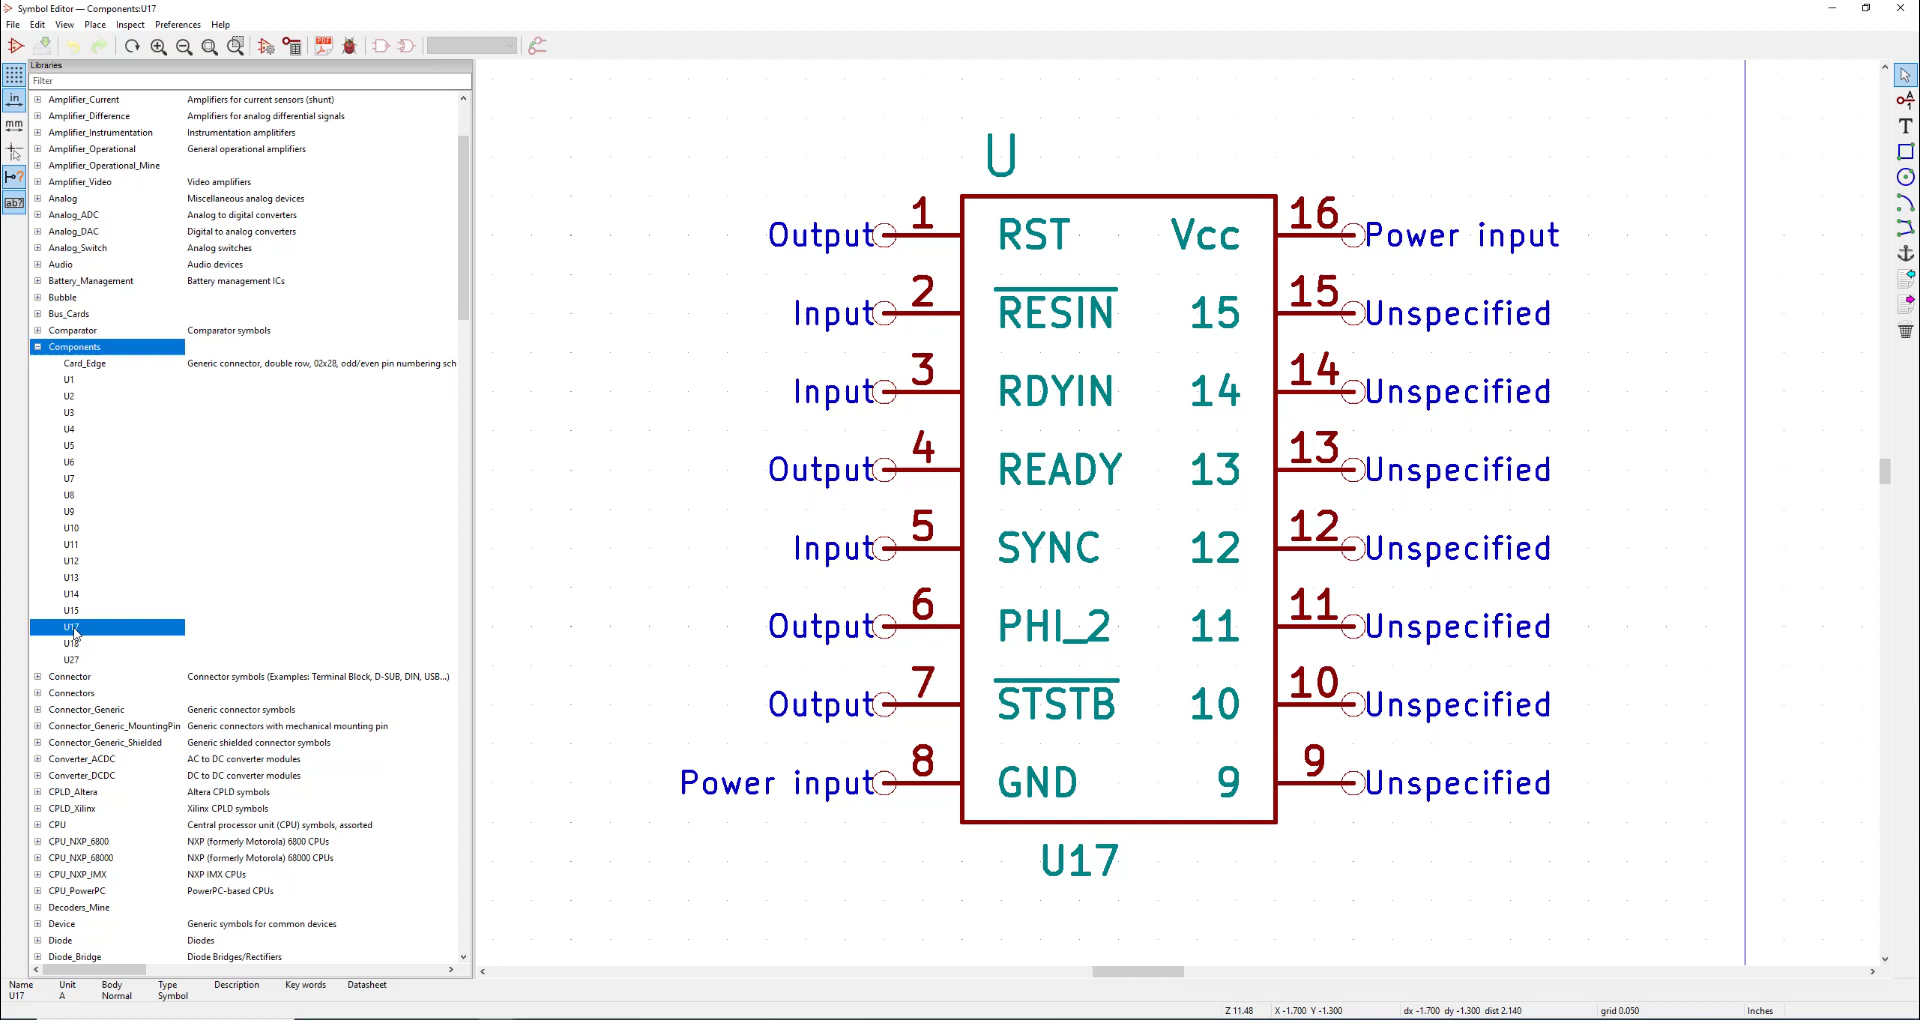 Symbol Editor — Components:U17
File Edit View Place Inspect Preferences Help
Libraries
Filter
in
mm
ab?
T
Amplifier_Current Amplifiers for current sensors (shunt)
Amplifier_Difference Amplifiers for analog differential signals
Amplifier_Instrumentation Instrumentation amplitifers
Amplifier_Operational General operational amplifiers
Amplifier_Operational_Mine
Amplifier_Video Video amplifiers
Analog Miscellaneous analog devices
Analog_ADC Analog to digital converters
Analog_DAC Digital to analog converters
Analog_Switch Analog switches
Audio Audio devices
Battery_Management Battery management ICs
Bubble
Bus_Cards
Comparator Comparator symbols
Components
Card_Edge Generic connector, double row, 02x28, odd/even pin numbering sch
U1
U2
U3
U4
U5
U6
U7
U8
U9
U10
U11
U12
U13
U14
U15
U17
U18
U27
Connector Connector symbols (Examples: Terminal Block, D-SUB, DIN, USB...)
Connectors
Connector_Generic Generic connector symbols
Connector_Generic_MountingPin Generic connectors with mechanical mounting pin
Connector_Generic_Shielded Generic shielded connector symbols
Converter_ACDC AC to DC converter modules
Converter_DCDC DC to DC converter modules
CPLD_Altera Altera CPLD symbols
CPLD_Xilinx Xilinx CPLD symbols
CPU Central processor unit (CPU) symbols, assorted
CPU_NXP_6800 NXP (formerly Motorola) 6800 CPUs
CPU_NXP_68000 NXP (formerly Motorola) 68000 CPUs
CPU_NXP_IMX NXP IMX CPUs
CPU_PowerPC PowerPC-based CPUs
Decoders_Mine
Device Generic symbols for common devices
Diode Diodes
Diode_Bridge Diode Bridges/Rectifiers
U
Output 1 RST Vcc 16 Power input
Input 2 RESIN 15 15 Unspecified
Input 3 RDYIN 14 14 Unspecified
Output 4 READY 13 13 Unspecified
Input 5 SYNC 12 12 Unspecified
Output 6 PHI_2 11 11 Unspecified
Output 7 STSTB 10 10 Unspecified
Power input 8 GND 9 9 Unspecified
U17
Name Unit Body Type Description Key words Datasheet
U17 A Normal Symbol
Z 11.48 X -1.700 Y -1.300 dx -1.700 dy -1.300 dist 2.140 grid 0.050 Inches